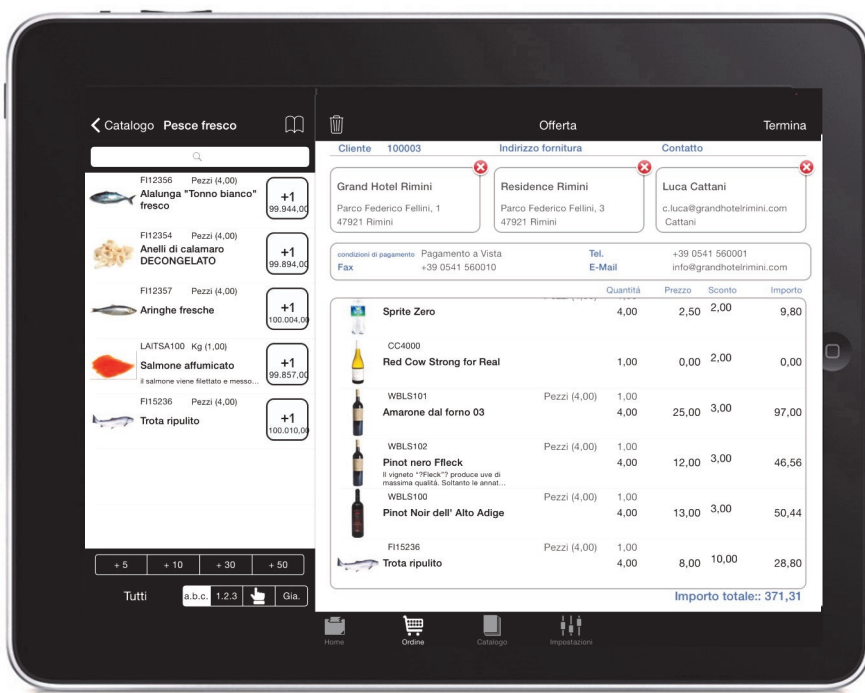 Catalogo Pesce fresco
FI12356 Pezzi (4,00)
Alalunga "Tonno bianco"
fresco
+1
99.944,00
FI12354 Pezzi (4,00)
Anelli di calamaro
DECONGELATO
+1
99.894,00
FI12357 Pezzi (4,00)
Aringhe fresche
+1
100.004,00
LAITSA100 Kg (1,00)
Salmone affumicato
il salmone viene filettato e messo...
+1
99.857,00
FI15236 Pezzi (4,00)
Trota ripulito
+1
100.010,00
+ 5 + 10 + 30 + 50
Tutti a.b.c. 1.2.3 Gia.
Offerta Termina
Cliente 100003 Indirizzo fornitura Contatto
Grand Hotel Rimini
Parco Federico Fellini, 1
47921 Rimini
Residence Rimini
Parco Federico Fellini, 3
47921 Rimini
Luca Cattani
c.luca@grandhotelrimini.com
Cattani
condizioni di pagamento Pagamento a Vista Tel. +39 0541 560001
Fax +39 0541 560010 E-Mail info@grandhotelrimini.com
Quantitá Prezzo Sconto Importo
Sprite Zero 4,00 2,50 2,00 9,80
CC4000
Red Cow Strong for Real 1,00 0,00 2,00 0,00
WBLS101 Pezzi (4,00) 1,00
Amarone dal forno 03 4,00 25,00 3,00 97,00
WBLS102 Pezzi (4,00) 1,00
Pinot nero Ffleck 4,00 12,00 3,00 46,56
Il vigneto "?Fleck"? produce uve di
massima qualitá. Soltanto le annat...
WBLS100 Pezzi (4,00) 1,00
Pinot Noir dell' Alto Adige 4,00 13,00 3,00 50,44
FI15236 Pezzi (4,00) 1,00
Trota ripulito 4,00 8,00 10,00 28,80
Importo totale:: 371,31
Home Ordine Catalogo Impostazioni